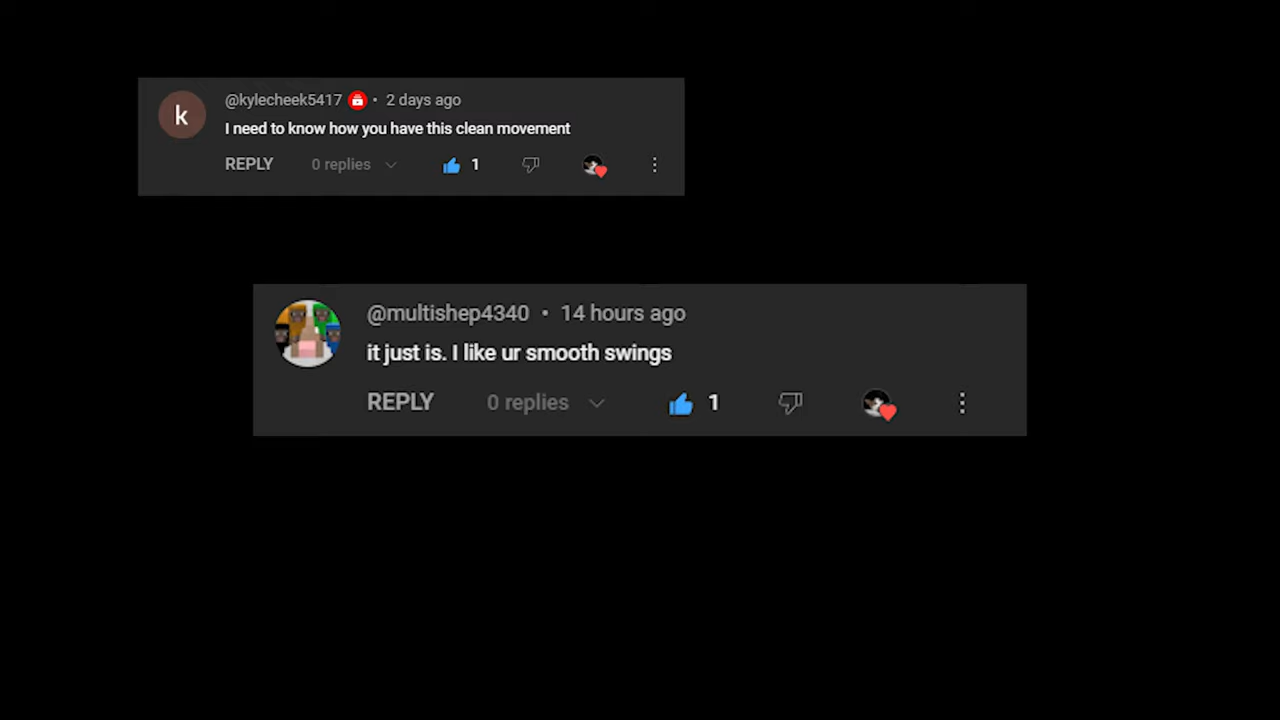 k
@kylecheek5417 • 2 days ago
I need to know how you have this clean movement
REPLY 0 replies 1
@multishep4340 • 14 hours ago
it just is. I like ur smooth swings
REPLY 0 replies 1